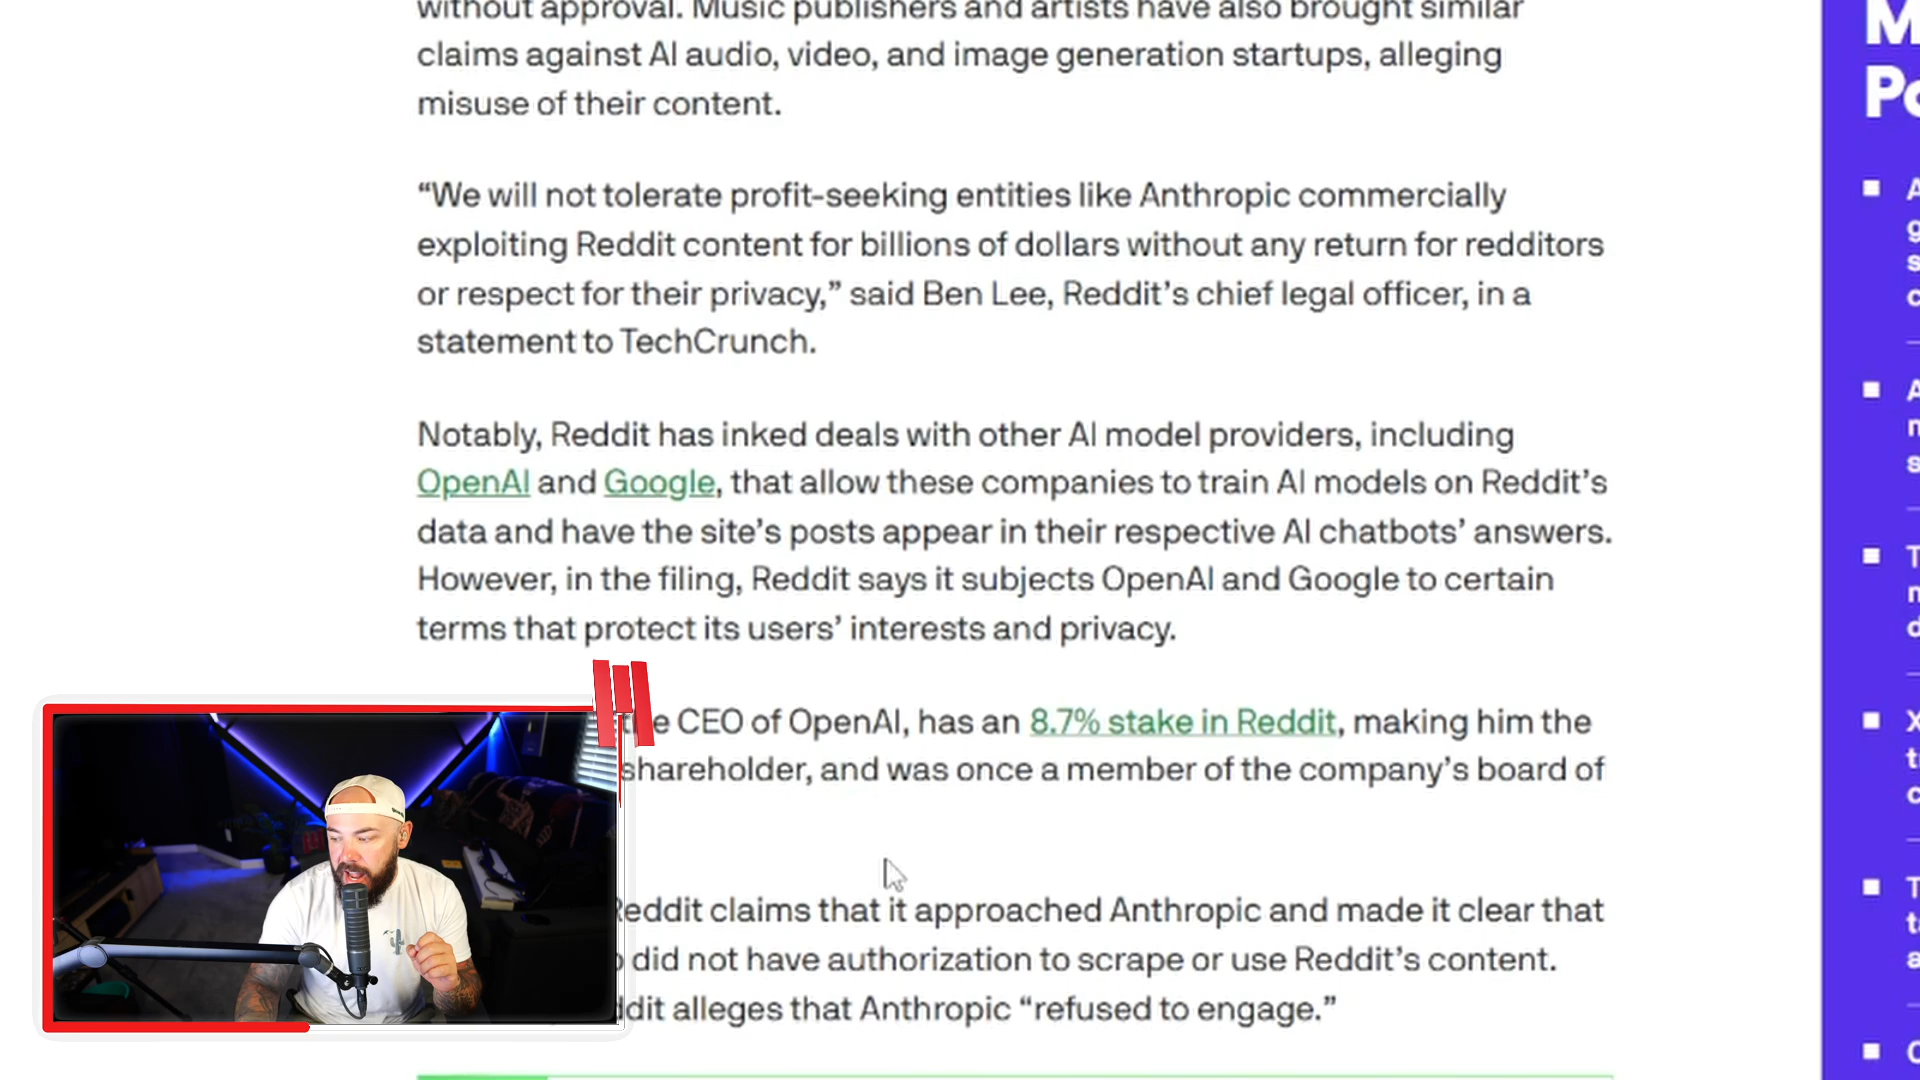 without approval. Music publishers and artists have also brought similar
claims against AI audio, video, and image generation startups, alleging
misuse of their content.
“We will not tolerate profit-seeking entities like Anthropic commercially
exploiting Reddit content for billions of dollars without any return for redditors
or respect for their privacy,” said Ben Lee, Reddit’s chief legal officer, in a
statement to TechCrunch.
Notably, Reddit has inked deals with other AI model providers, including
OpenAI and Google, that allow these companies to train AI models on Reddit’s
data and have the site’s posts appear in their respective AI chatbots’ answers.
However, in the filing, Reddit says it subjects OpenAI and Google to certain
terms that protect its users’ interests and privacy.
CEO of OpenAI, has an 8.7% stake in Reddit, making him the
shareholder, and was once a member of the company’s board of
Reddit claims that it approached Anthropic and made it clear that
did not have authorization to scrape or use Reddit’s content.
alleges that Anthropic “refused to engage.”